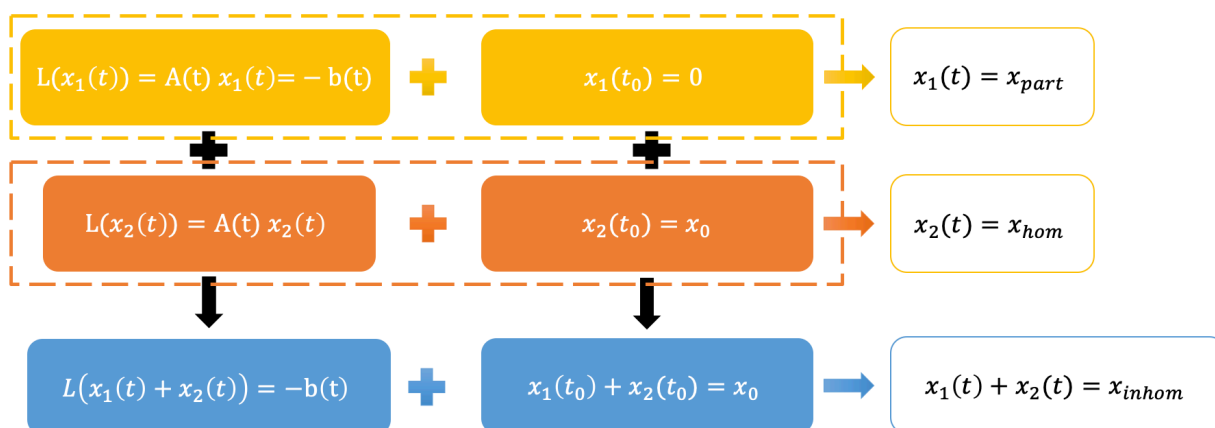 L(x₁(t)) = A(t) x₁(t)= − b(t)
+
x₁(t₀) = 0
x₁(t) = x_part
+
+
L(x₂(t)) = A(t) x₂(t)
+
x₂(t₀) = x₀
x₂(t) = x_hom
L(x₁(t) + x₂(t)) = −b(t)
+
x₁(t₀) + x₂(t₀) = x₀
x₁(t) + x₂(t) = x_inhom